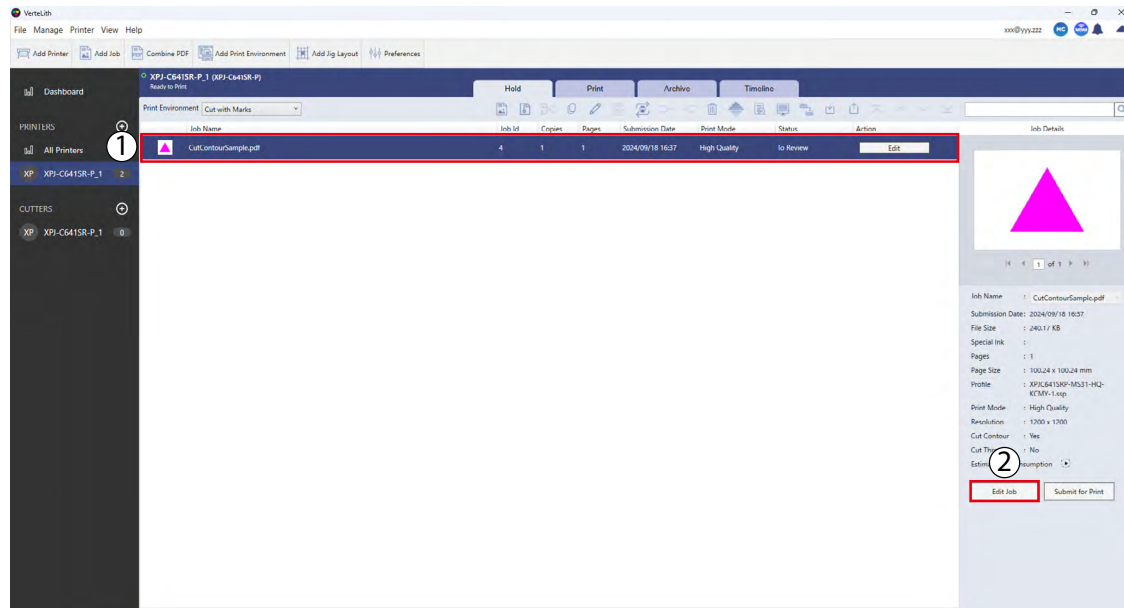 VerteLith
File Manage Printer View Help
xxx@yyy.zzz MC
Add Printer Add Job Combine PDF Add Print Environment Add Jig Layout Preferences
XPJ-C641SR-P_1 (XPJ-C641SR-P)
Ready to Print
Hold Print Archive Timeline
Dashboard
Print Environment Cut with Marks
PRINTERS
Job Name Job Id Copies Pages Submission Date Print Mode Status Action Job Details
1
All Printers
CutContourSample.pdf 4 1 1 2024/09/18 16:37 High Quality To Review Edit
XP XPJ-C641SR-P_1 2
CUTTERS
XP XPJ-C641SR-P_1 0
1 of 1
Job Name : CutContourSample.pdf
Submission Date : 2024/09/18 16:37
File Size : 240.17 KB
Special Ink :
Pages : 1
Page Size : 100.24 x 100.24 mm
Profile : XPJC641SRP-MS31-HQ-
KCMY-1.ssp
Print Mode : High Quality
Resolution : 1200 x 1200
Cut Contour : Yes
Cut : No
2
Edit Job Submit for Print